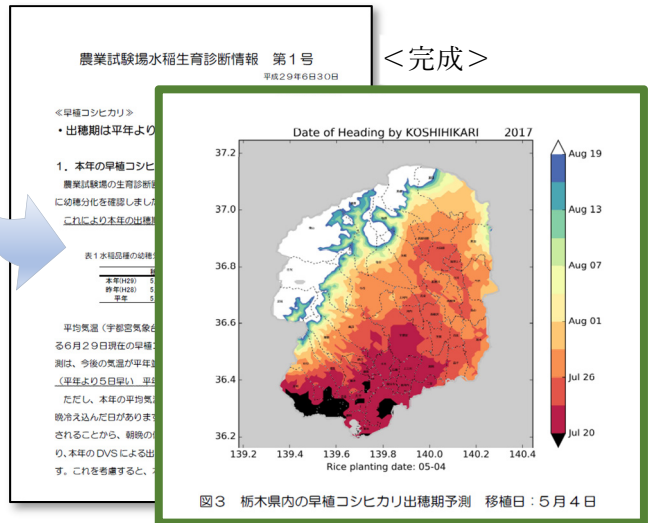 農業試験場水稲生育診断情報 第1号
平成29年6月30日
＜完成＞
≪早植コシヒカリ≫
・出穂期は平年より
1．本年の早植コシヒ
農業試験場の生育診断
に幼穂分化を確認しまし
これにより本年の出穂期
表1水稲品種の幼穂
本年(H29) 5
昨年(H28) 5
平年 5
平均気温（宇都宮気象台
る6月29日現在の早植コ
測は、今後の気温が平年並
（平年より5日早い 平年
ただし、本年の平均気
晩冷え込んだ日がありま
されることから、朝晩の
り、本年のDVSによる出
す。これを考慮すると、
Date of Heading by KOSHIHIKARI 2017
37.2
37.0
36.8
36.6
36.4
36.2
139.2 139.4 139.6 139.8 140.0 140.2 140.4
Rice planting date: 05-04
Aug 19
Aug 13
Aug 07
Aug 01
Jul 26
Jul 20
図3 栃木県内の早植コシヒカリ出穂期予測 移植日：5月4日